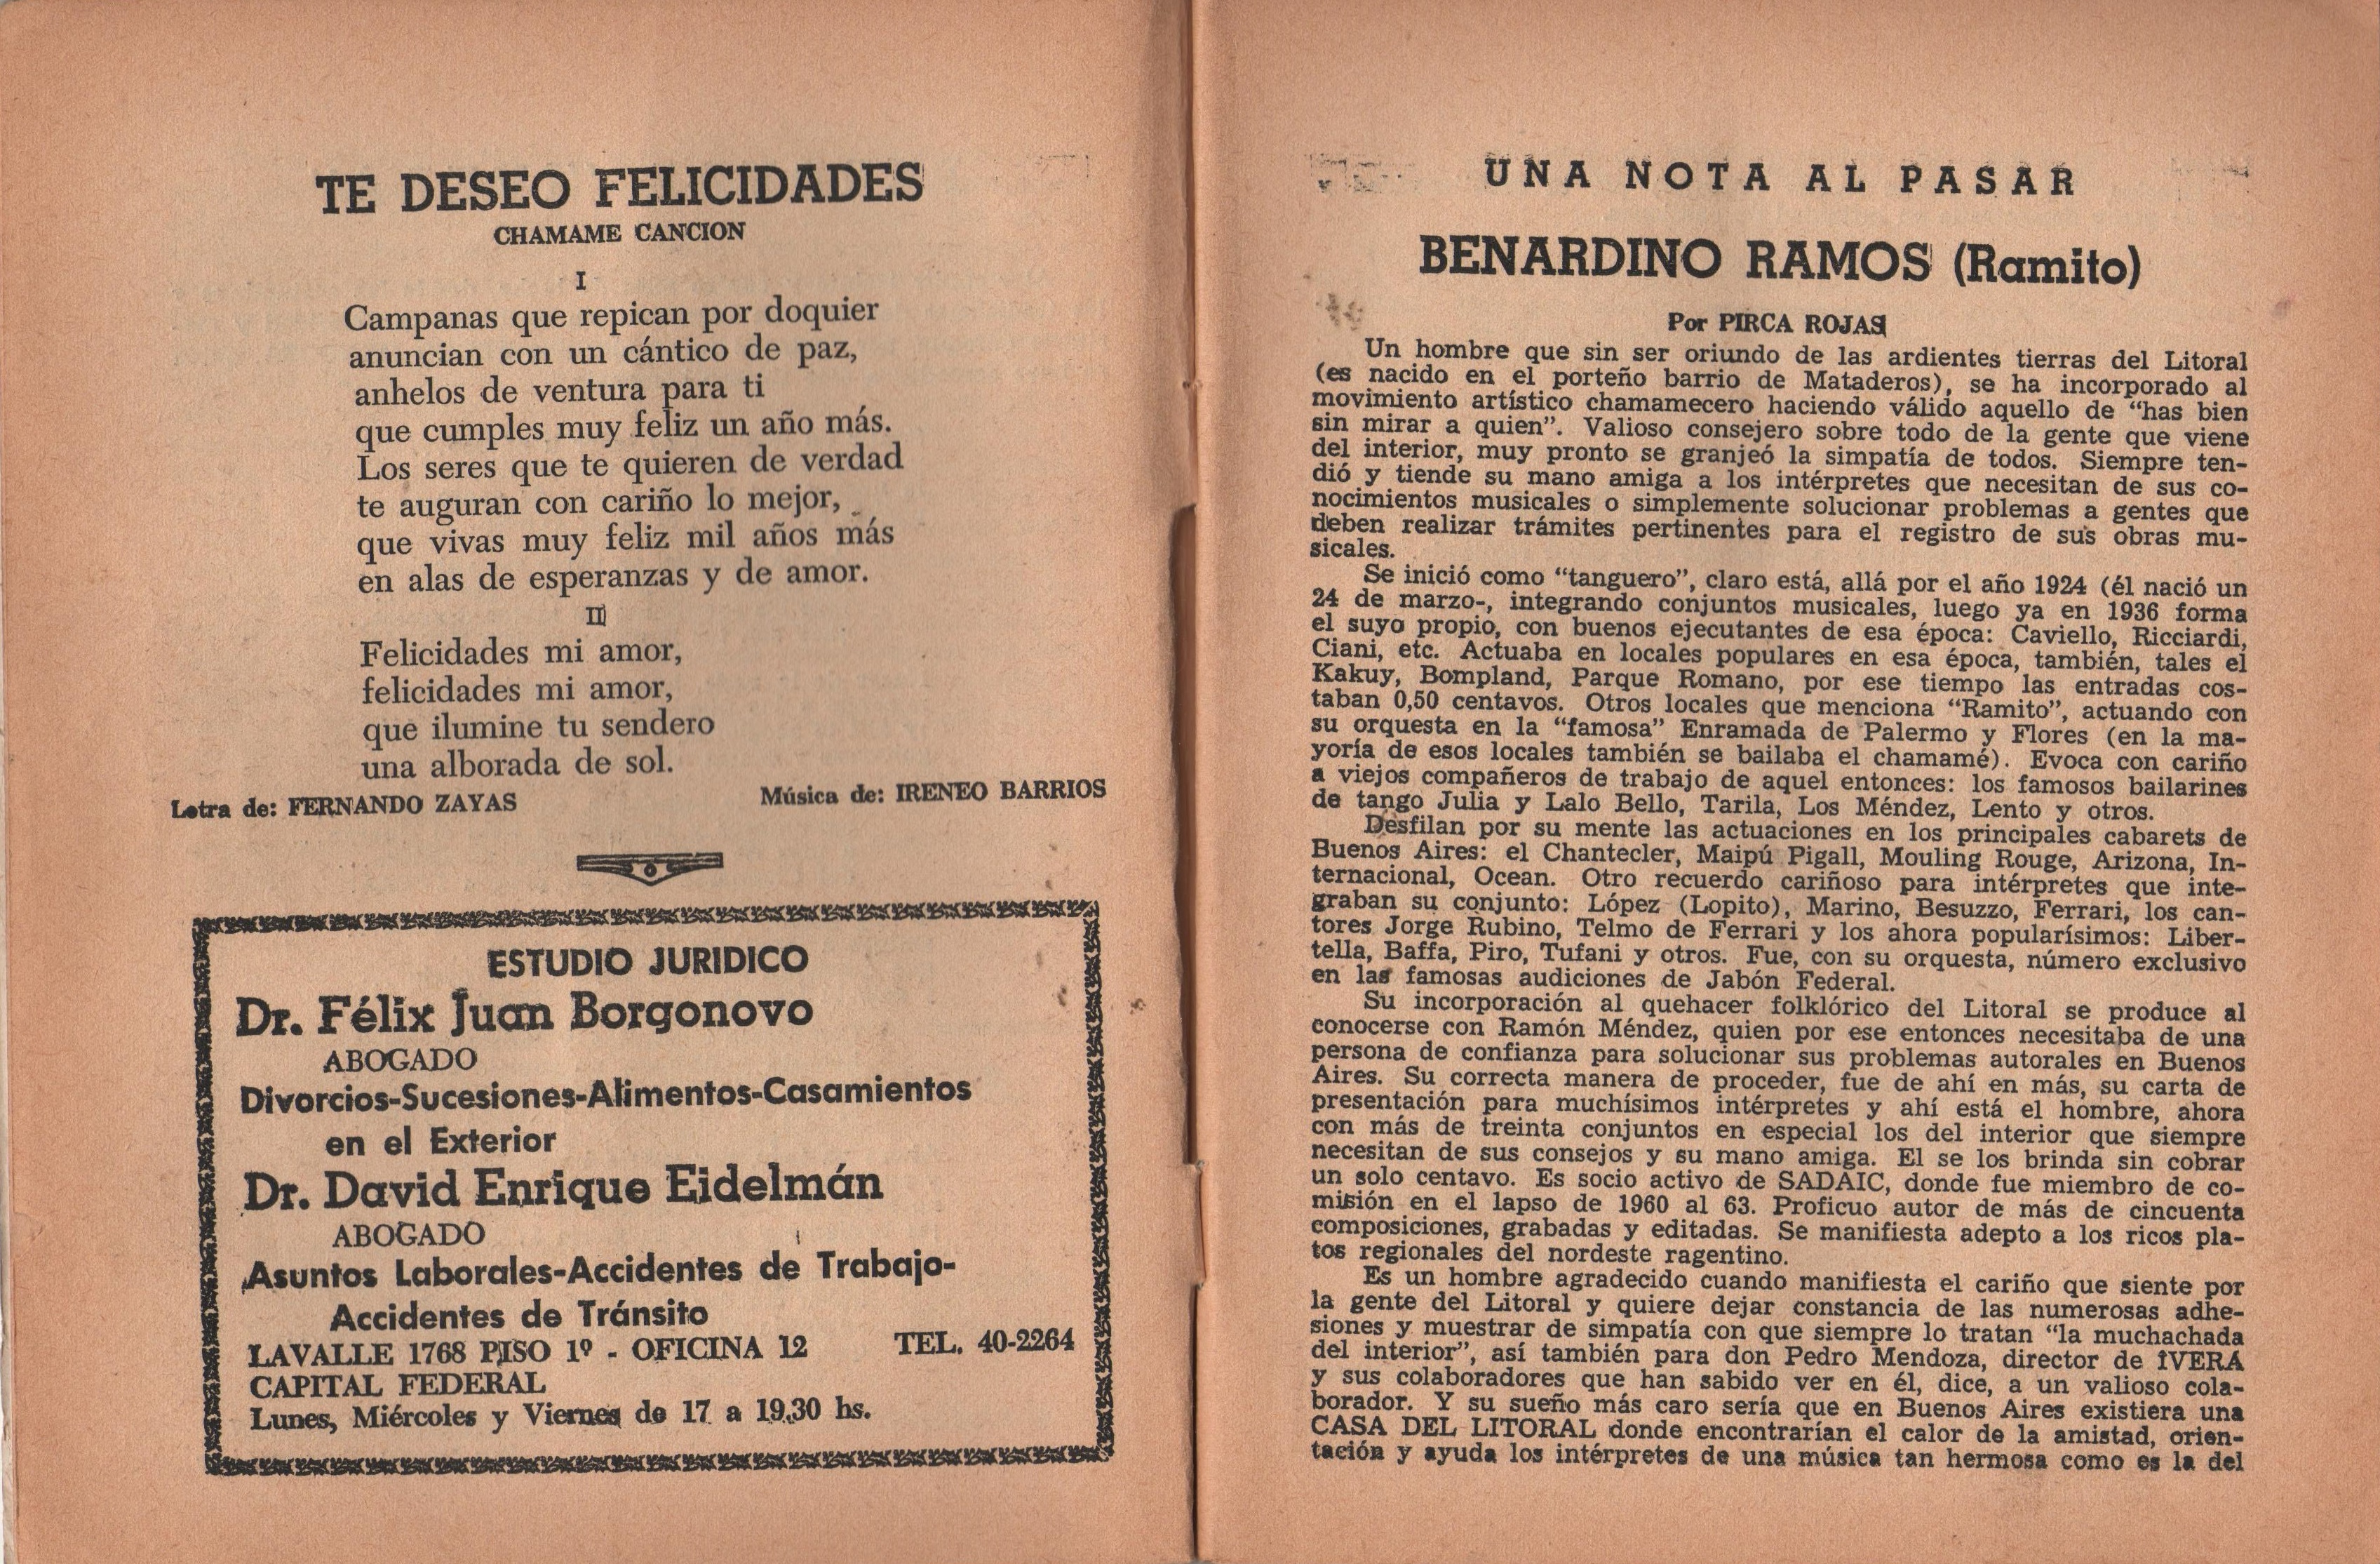 TE DESEO FELICIDADES
CHAMAME CANCION
I
Campanas que repican por doquier
anuncian con un cántico de paz,
anhelos de ventura para ti
que cumples muy feliz un año más.
Los seres que te quieren de verdad
te auguran con cariño lo mejor,
que vivas muy feliz mil años más
en alas de esperanzas y de amor.
II
Felicidades mi amor,
felicidades mi amor,
que ilumine tu sendero
una alborada de sol.
Letra de: FERNANDO ZAYAS Música de: IRENEO BARRIOS
ESTUDIO JURIDICO
Dr. Félix Juan Borgonovo
ABOGADO
Divorcios-Sucesiones-Alimentos-Casamientos
en el Exterior
Dr. David Enrique Eidelmán
ABOGADO
Asuntos Laborales-Accidentes de Trabajo-
Accidentes de Tránsito
LAVALLE 1768 PISO 1º - OFICINA 12 TEL. 40-2264
CAPITAL FEDERAL
Lunes, Miércoles y Viernes de 17 a 19,30 hs.
UNA NOTA AL PASAR
BENARDINO RAMOS (Ramito)
Por PIRCA ROJAS
Un hombre que sin ser oriundo de las ardientes tierras del Litoral
(es nacido en el porteño barrio de Mataderos), se ha incorporado al
movimiento artístico chamamecero haciendo válido aquello de “has bien
sin mirar a quien”. Valioso consejero sobre todo de la gente que viene
del interior, muy pronto se granjeó la simpatía de todos. Siempre ten-
dió y tiende su mano amiga a los intérpretes que necesitan de sus co-
nocimientos musicales o simplemente solucionar problemas a gentes que
deben realizar trámites pertinentes para el registro de sus obras mu-
sicales.
Se inició como “tanguero”, claro está, allá por el año 1924 (él nació un
24 de marzo-, integrando conjuntos musicales, luego ya en 1936 forma
el suyo propio, con buenos ejecutantes de esa época: Caviello, Ricciardi,
Ciani, etc. Actuaba en locales populares en esa época, también, tales el
Kakuy, Bompland, Parque Romano, por ese tiempo las entradas cos-
taban 0,50 centavos. Otros locales que menciona “Ramito”, actuando con
su orquesta en la “famosa” Enramada de Palermo y Flores (en la ma-
yoría de esos locales también se bailaba el chamamé). Evoca con cariño
a viejos compañeros de trabajo de aquel entonces: los famosos bailarines
de tango Julia y Lalo Bello, Tarila, Los Méndez, Lento y otros.
Desfilan por su mente las actuaciones en los principales cabarets de
Buenos Aires: el Chantecler, Maipú Pigall, Mouling Rouge, Arizona, In-
ternacional, Ocean. Otro recuerdo cariñoso para intérpretes que inte-
graban su conjunto: López (Lopito), Marino, Besuzzo, Ferrari, los can-
tores Jorge Rubino, Telmo de Ferrari y los ahora popularísimos: Liber-
tella, Baffa, Piro, Tufani y otros. Fue, con su orquesta, número exclusivo
en las famosas audiciones de Jabón Federal.
Su incorporación al quehacer folklórico del Litoral se produce al
conocerse con Ramón Méndez, quien por ese entonces necesitaba de una
persona de confianza para solucionar sus problemas autorales en Buenos
Aires. Su correcta manera de proceder, fue de ahí en más, su carta de
presentación para muchísimos intérpretes y ahí está el hombre, ahora
con más de treinta conjuntos en especial los del interior que siempre
necesitan de sus consejos y su mano amiga. El se los brinda sin cobrar
un solo centavo. Es socio activo de SADAIC, donde fue miembro de co-
misión en el lapso de 1960 al 63. Proficuo autor de más de cincuenta
composiciones, grabadas y editadas. Se manifiesta adepto a los ricos pla-
tos regionales del nordeste ragentino.
Es un hombre agradecido cuando manifiesta el cariño que siente por
la gente del Litoral y quiere dejar constancia de las numerosas adhe-
siones y muestrar de simpatía con que siempre lo tratan “la muchachada
del interior”, así también para don Pedro Mendoza, director de IVERA
y sus colaboradores que han sabido ver en él, dice, a un valioso cola-
borador. Y su sueño más caro sería que en Buenos Aires existiera una
CASA DEL LITORAL donde encontrarían el calor de la amistad, orien-
tación y ayuda los intérpretes de una música tan hermosa como es la del